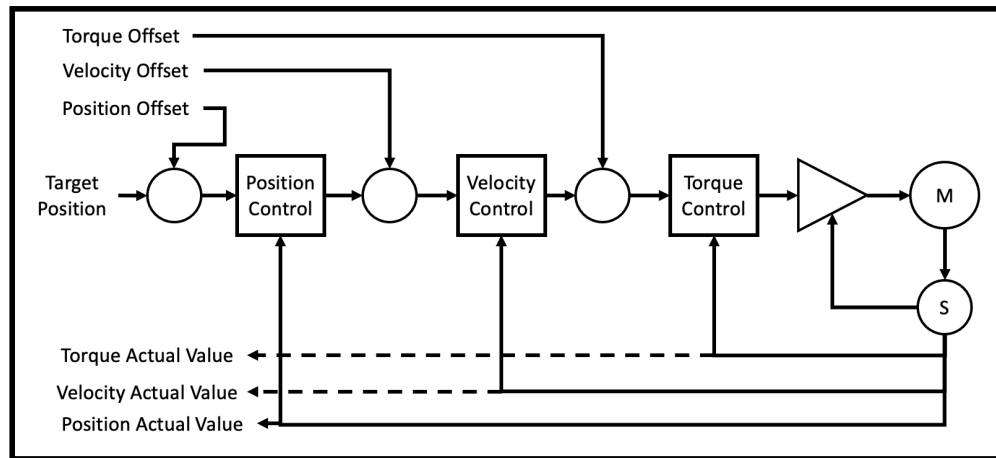 Torque Offset
Velocity Offset
Position Offset
Target
Position
Position
Control
Velocity
Control
Torque
Control
M
S
Torque Actual Value
Velocity Actual Value
Position Actual Value